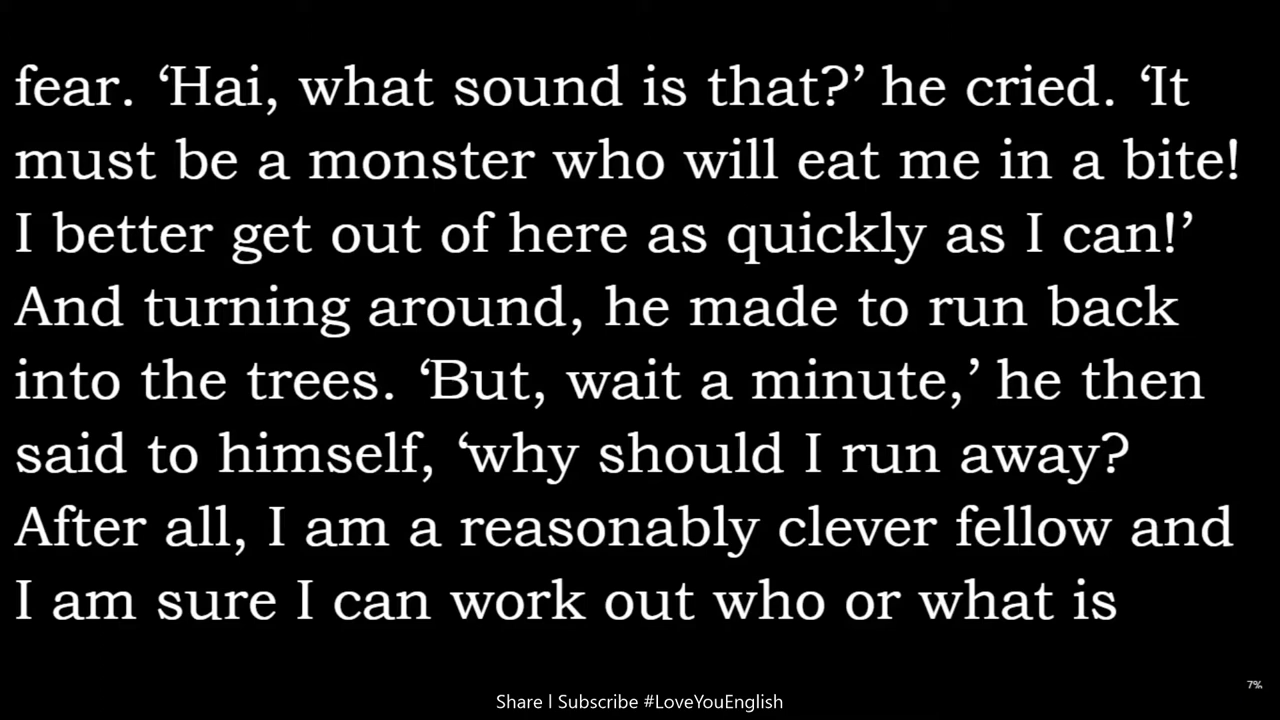 fear. ‘Hai, what sound is that?’ he cried. ‘It
must be a monster who will eat me in a bite!
I better get out of here as quickly as I can!’
And turning around, he made to run back
into the trees. ‘But, wait a minute,’ he then
said to himself, ‘why should I run away?
After all, I am a reasonably clever fellow and
I am sure I can work out who or what is
7%
Share | Subscribe #LoveYouEnglish